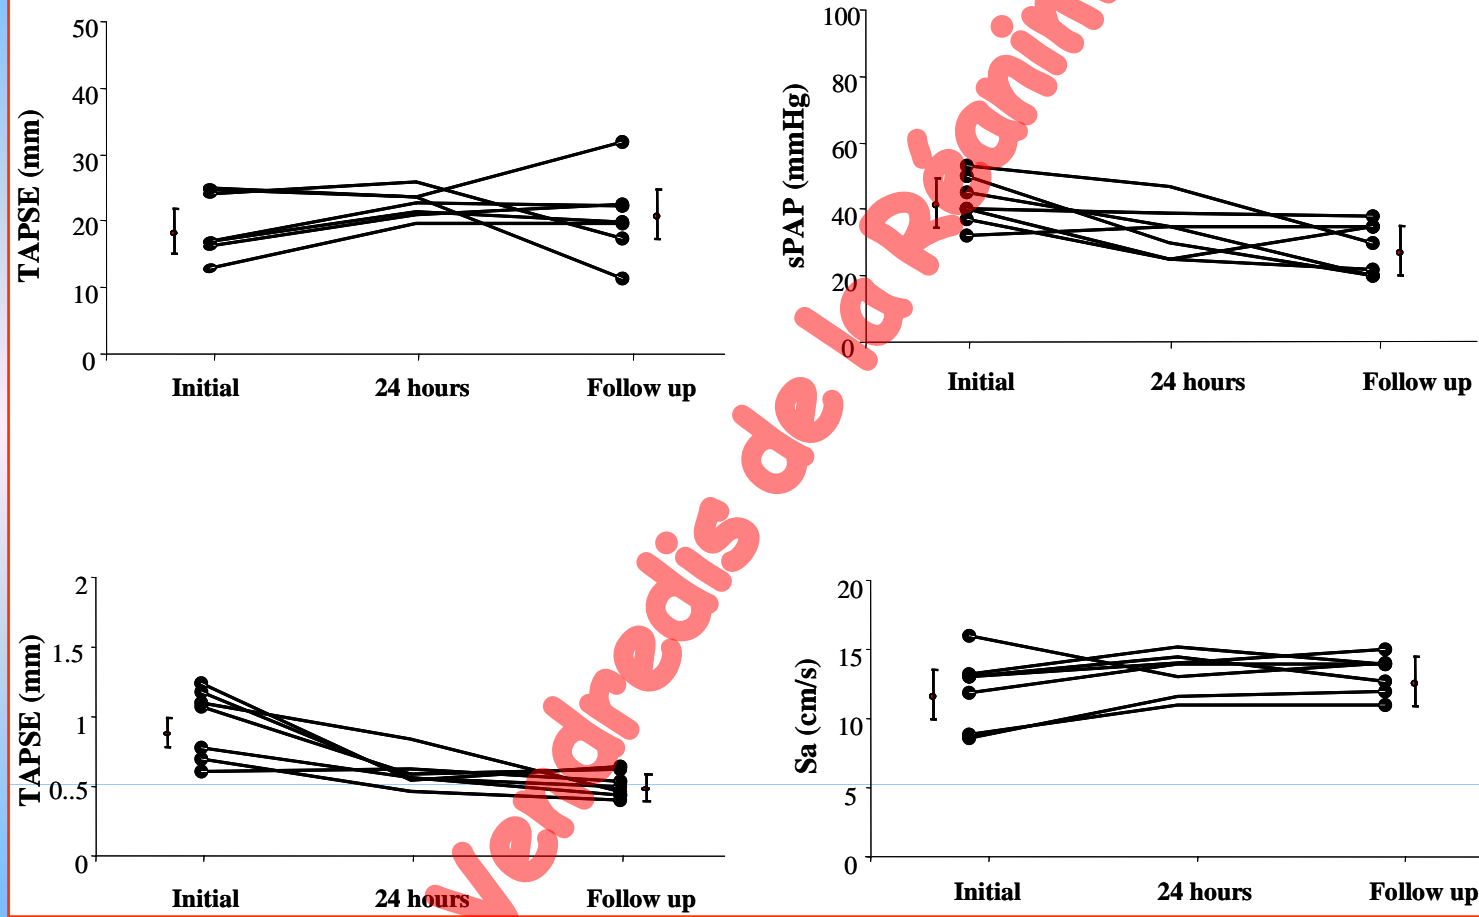 TAPSE (mm)
50
40
30
20
10
0
Initial 24 hours Follow up
sPAP (mmHg)
100
80
60
40
20
0
Initial 24 hours Follow up
TAPSE (mm)
2
1.5
1
0..5
0
Initial 24 hours Follow up
Sa (cm/s)
20
15
10
5
0
Initial 24 hours Follow up
Vendredis de la Réanim